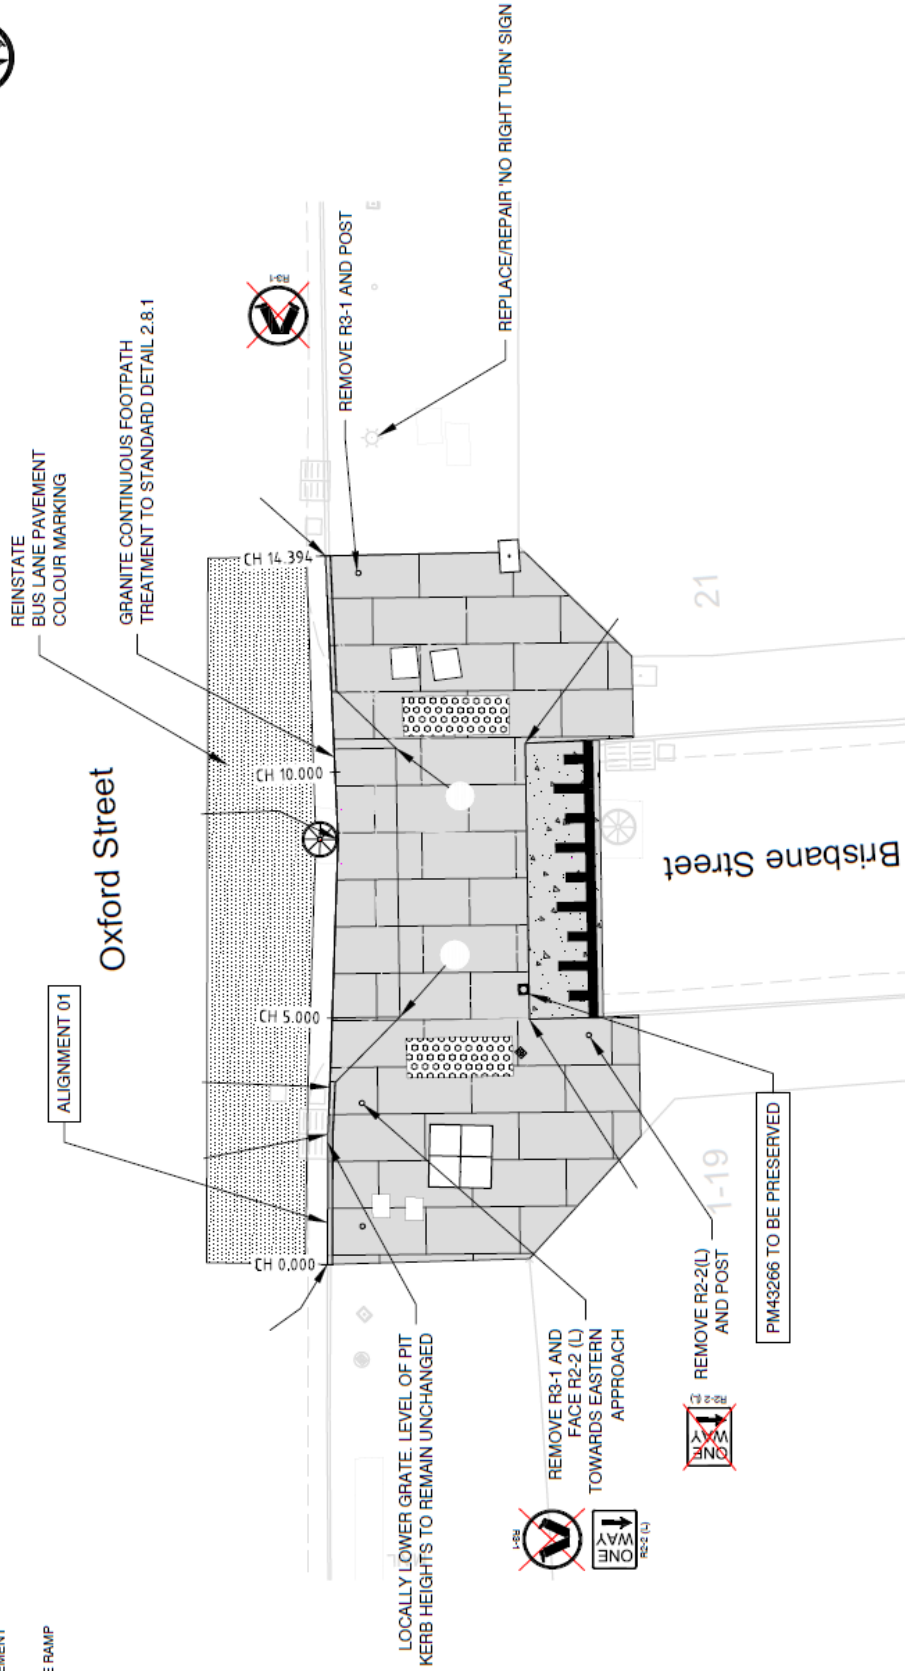 REINSTATE
BUS LANE PAVEMENT
COLOUR MARKING
GRANITE CONTINUOUS FOOTPATH
TREATMENT TO STANDARD DETAIL 2.8.1
R3-1
REMOVE R3-1 AND POST
REPLACE/REPAIR 'NO RIGHT TURN' SIGN
Oxford Street
CH 14.394
CH 10.000
CH 5.000
CH 0.000
21
Brisbane Street
ALIGNMENT 01
1-19
LOCALLY LOWER GRATE. LEVEL OF PIT
KERB HEIGHTS TO REMAIN UNCHANGED
REMOVE R3-1 AND
FACE R2-2 (L)
TOWARDS EASTERN
APPROACH
R3-1
ONE
WAY
R2-2 (L)
REMOVE R2-2(L)
AND POST
R2-2 (L)
ONE
WAY
PM43266 TO BE PRESERVED
RAMP